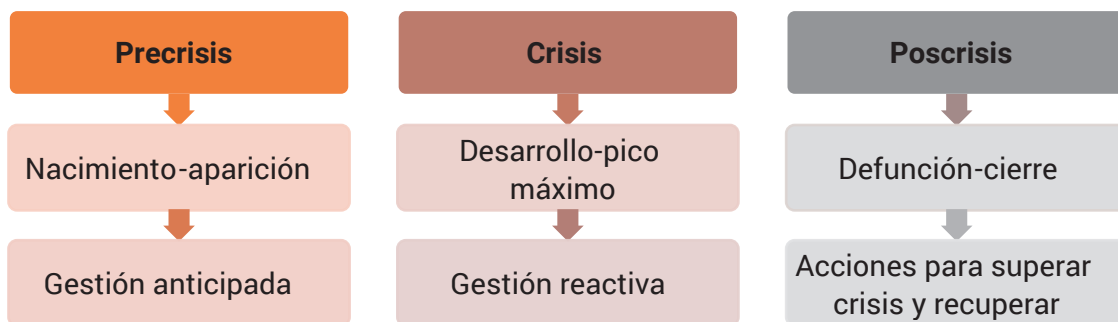 Precrisis
Crisis
Poscrisis
Nacimiento-aparición
Desarrollo-pico
máximo
Defunción-cierre
Gestión anticipada
Gestión reactiva
Acciones para superar
crisis y recuperar